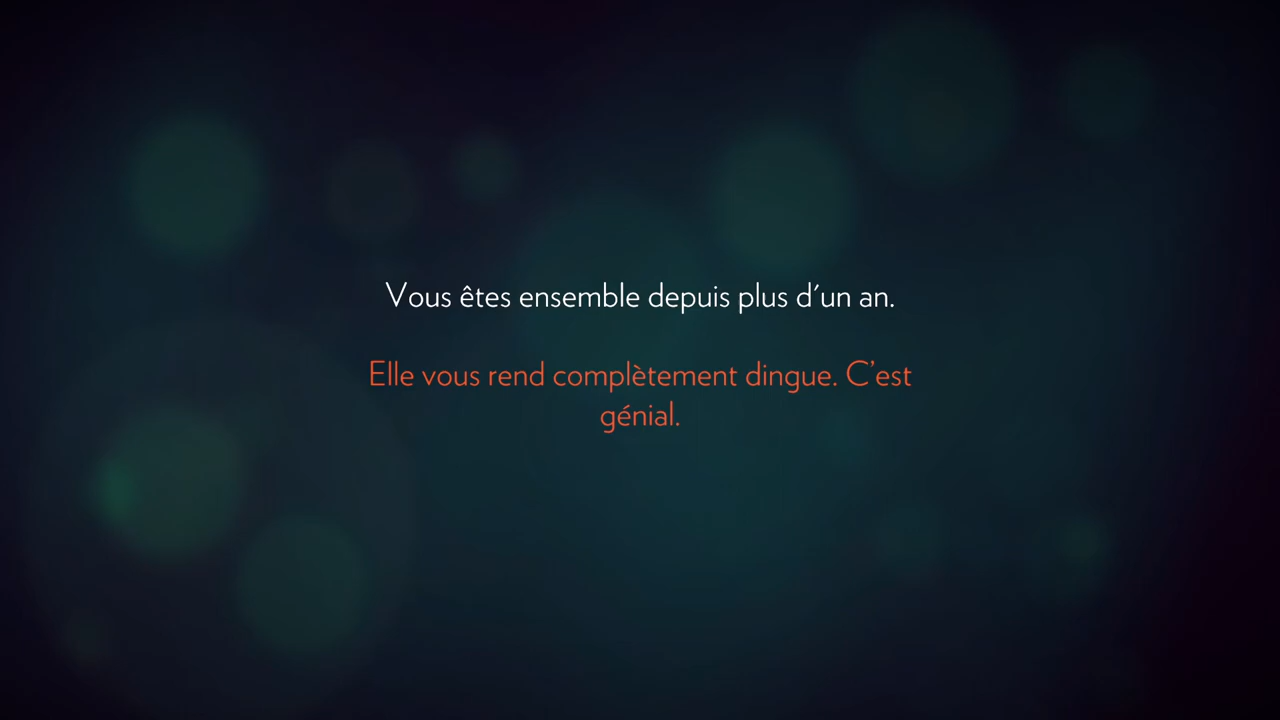 Vous êtes ensemble depuis plus d'un an.
Elle vous rend complètement dingue. C'est
génial.